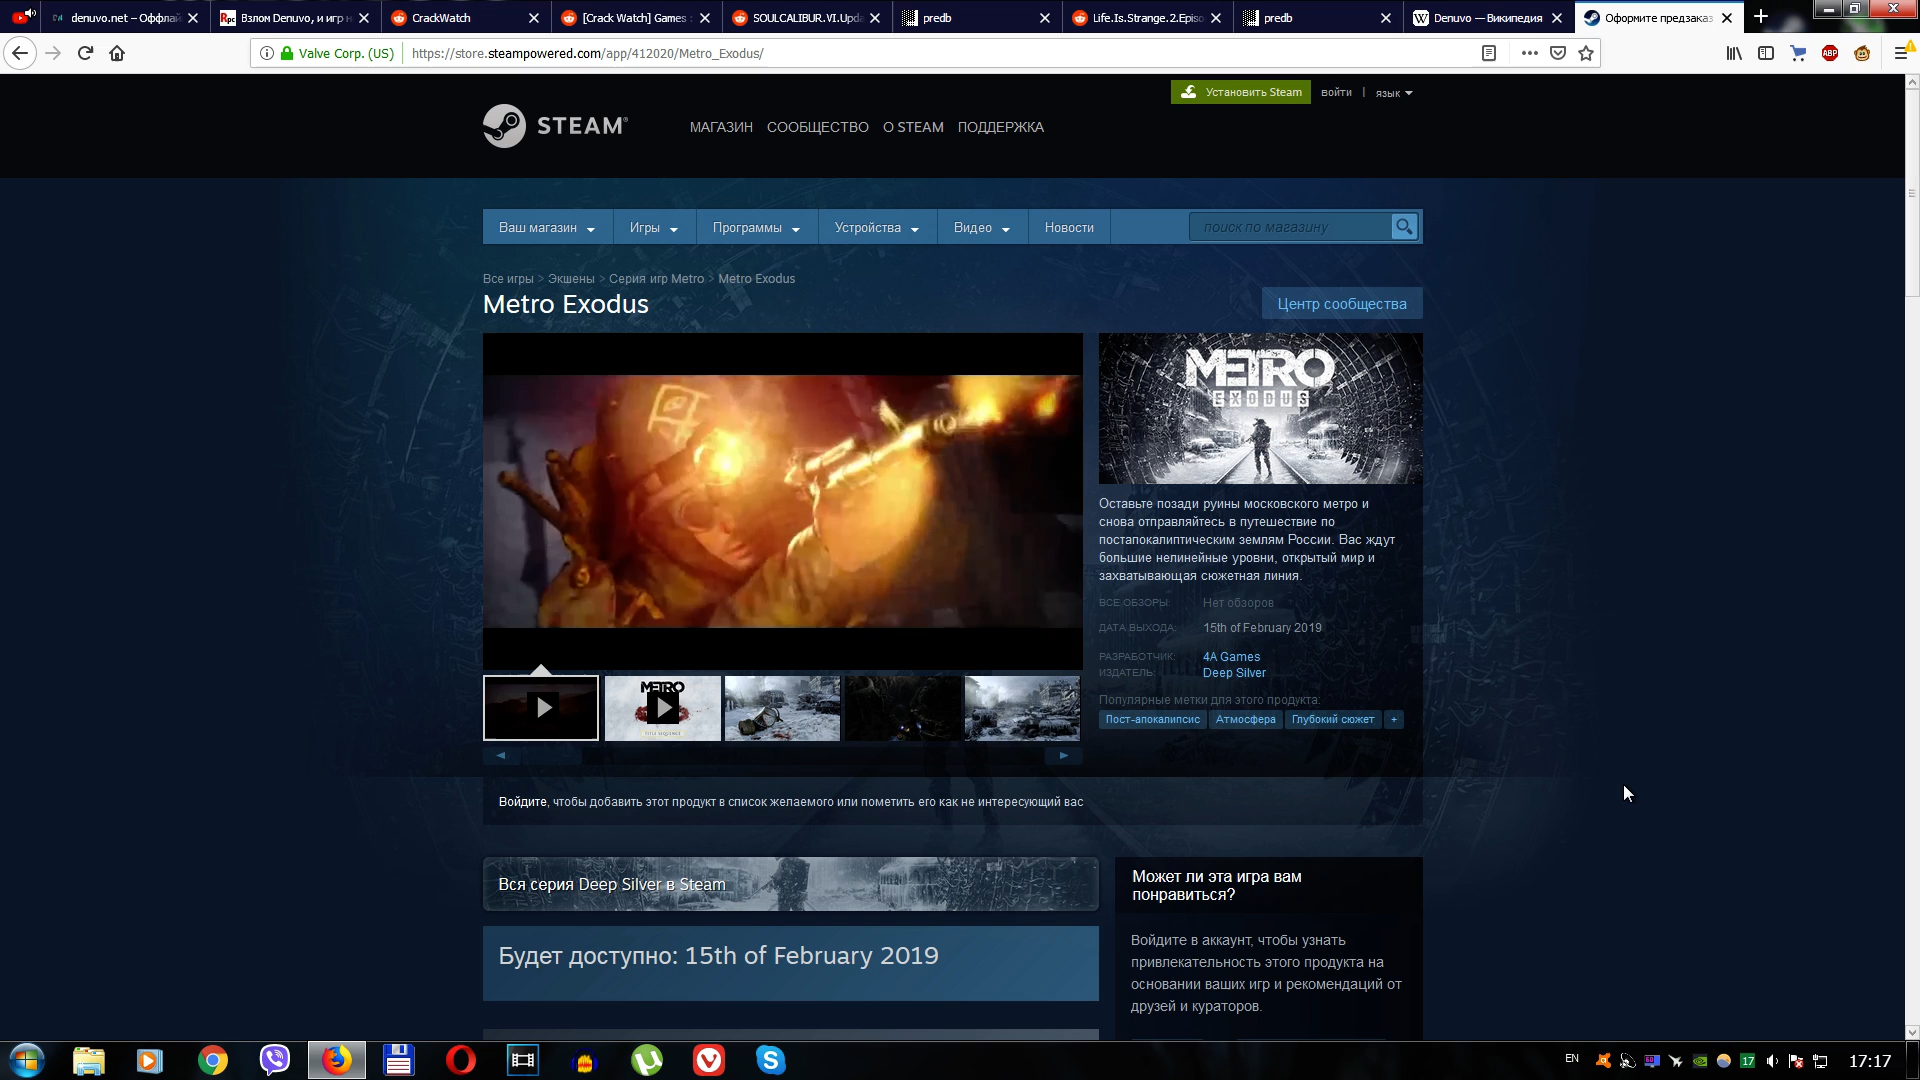 denuvo.net – Оффлай
Взлом Denuvo, и игр н
CrackWatch
[Crack Watch] Games :
SOULCALIBUR.VI.Upda
predb
Life.Is.Strange.2.Episo
predb
Denuvo — Википедия
Оформите предзаказ
Valve Corp. (US)
https://store.steampowered.com/app/412020/Metro_Exodus/
ABP
Установить Steam
войти
|
язык
STEAM®
МАГАЗИН
СООБЩЕСТВО
О STEAM
ПОДДЕРЖКА
Ваш магазин
Игры
Программы
Устройства
Видео
Новости
поиск по магазину
Все игры > Экшены > Серия игр Metro > Metro Exodus
Metro Exodus
Центр сообщества
METRO
EXODUS
Оставьте позади руины московского метро и
снова отправляйтесь в путешествие по
постапокалиптическим землям России. Вас ждут
большие нелинейные уровни, открытый мир и
захватывающая сюжетная линия.
ВСЕ ОБЗОРЫ: Нет обзоров
ДАТА ВЫХОДА: 15th of February 2019
РАЗРАБОТЧИК: 4A Games
ИЗДАТЕЛЬ: Deep Silver
Популярные метки для этого продукта:
Пост-апокалипсис
Атмосфера
Глубокий сюжет
+
METRO
Войдите, чтобы добавить этот продукт в список желаемого или пометить его как не интересующий вас
Вся серия Deep Silver в Steam
Будет доступно: 15th of February 2019
Может ли эта игра вам
понравиться?
Войдите в аккаунт, чтобы узнать
привлекательность этого продукта на
основании ваших игр и рекомендаций от
друзей и кураторов.
EN
17
17:17